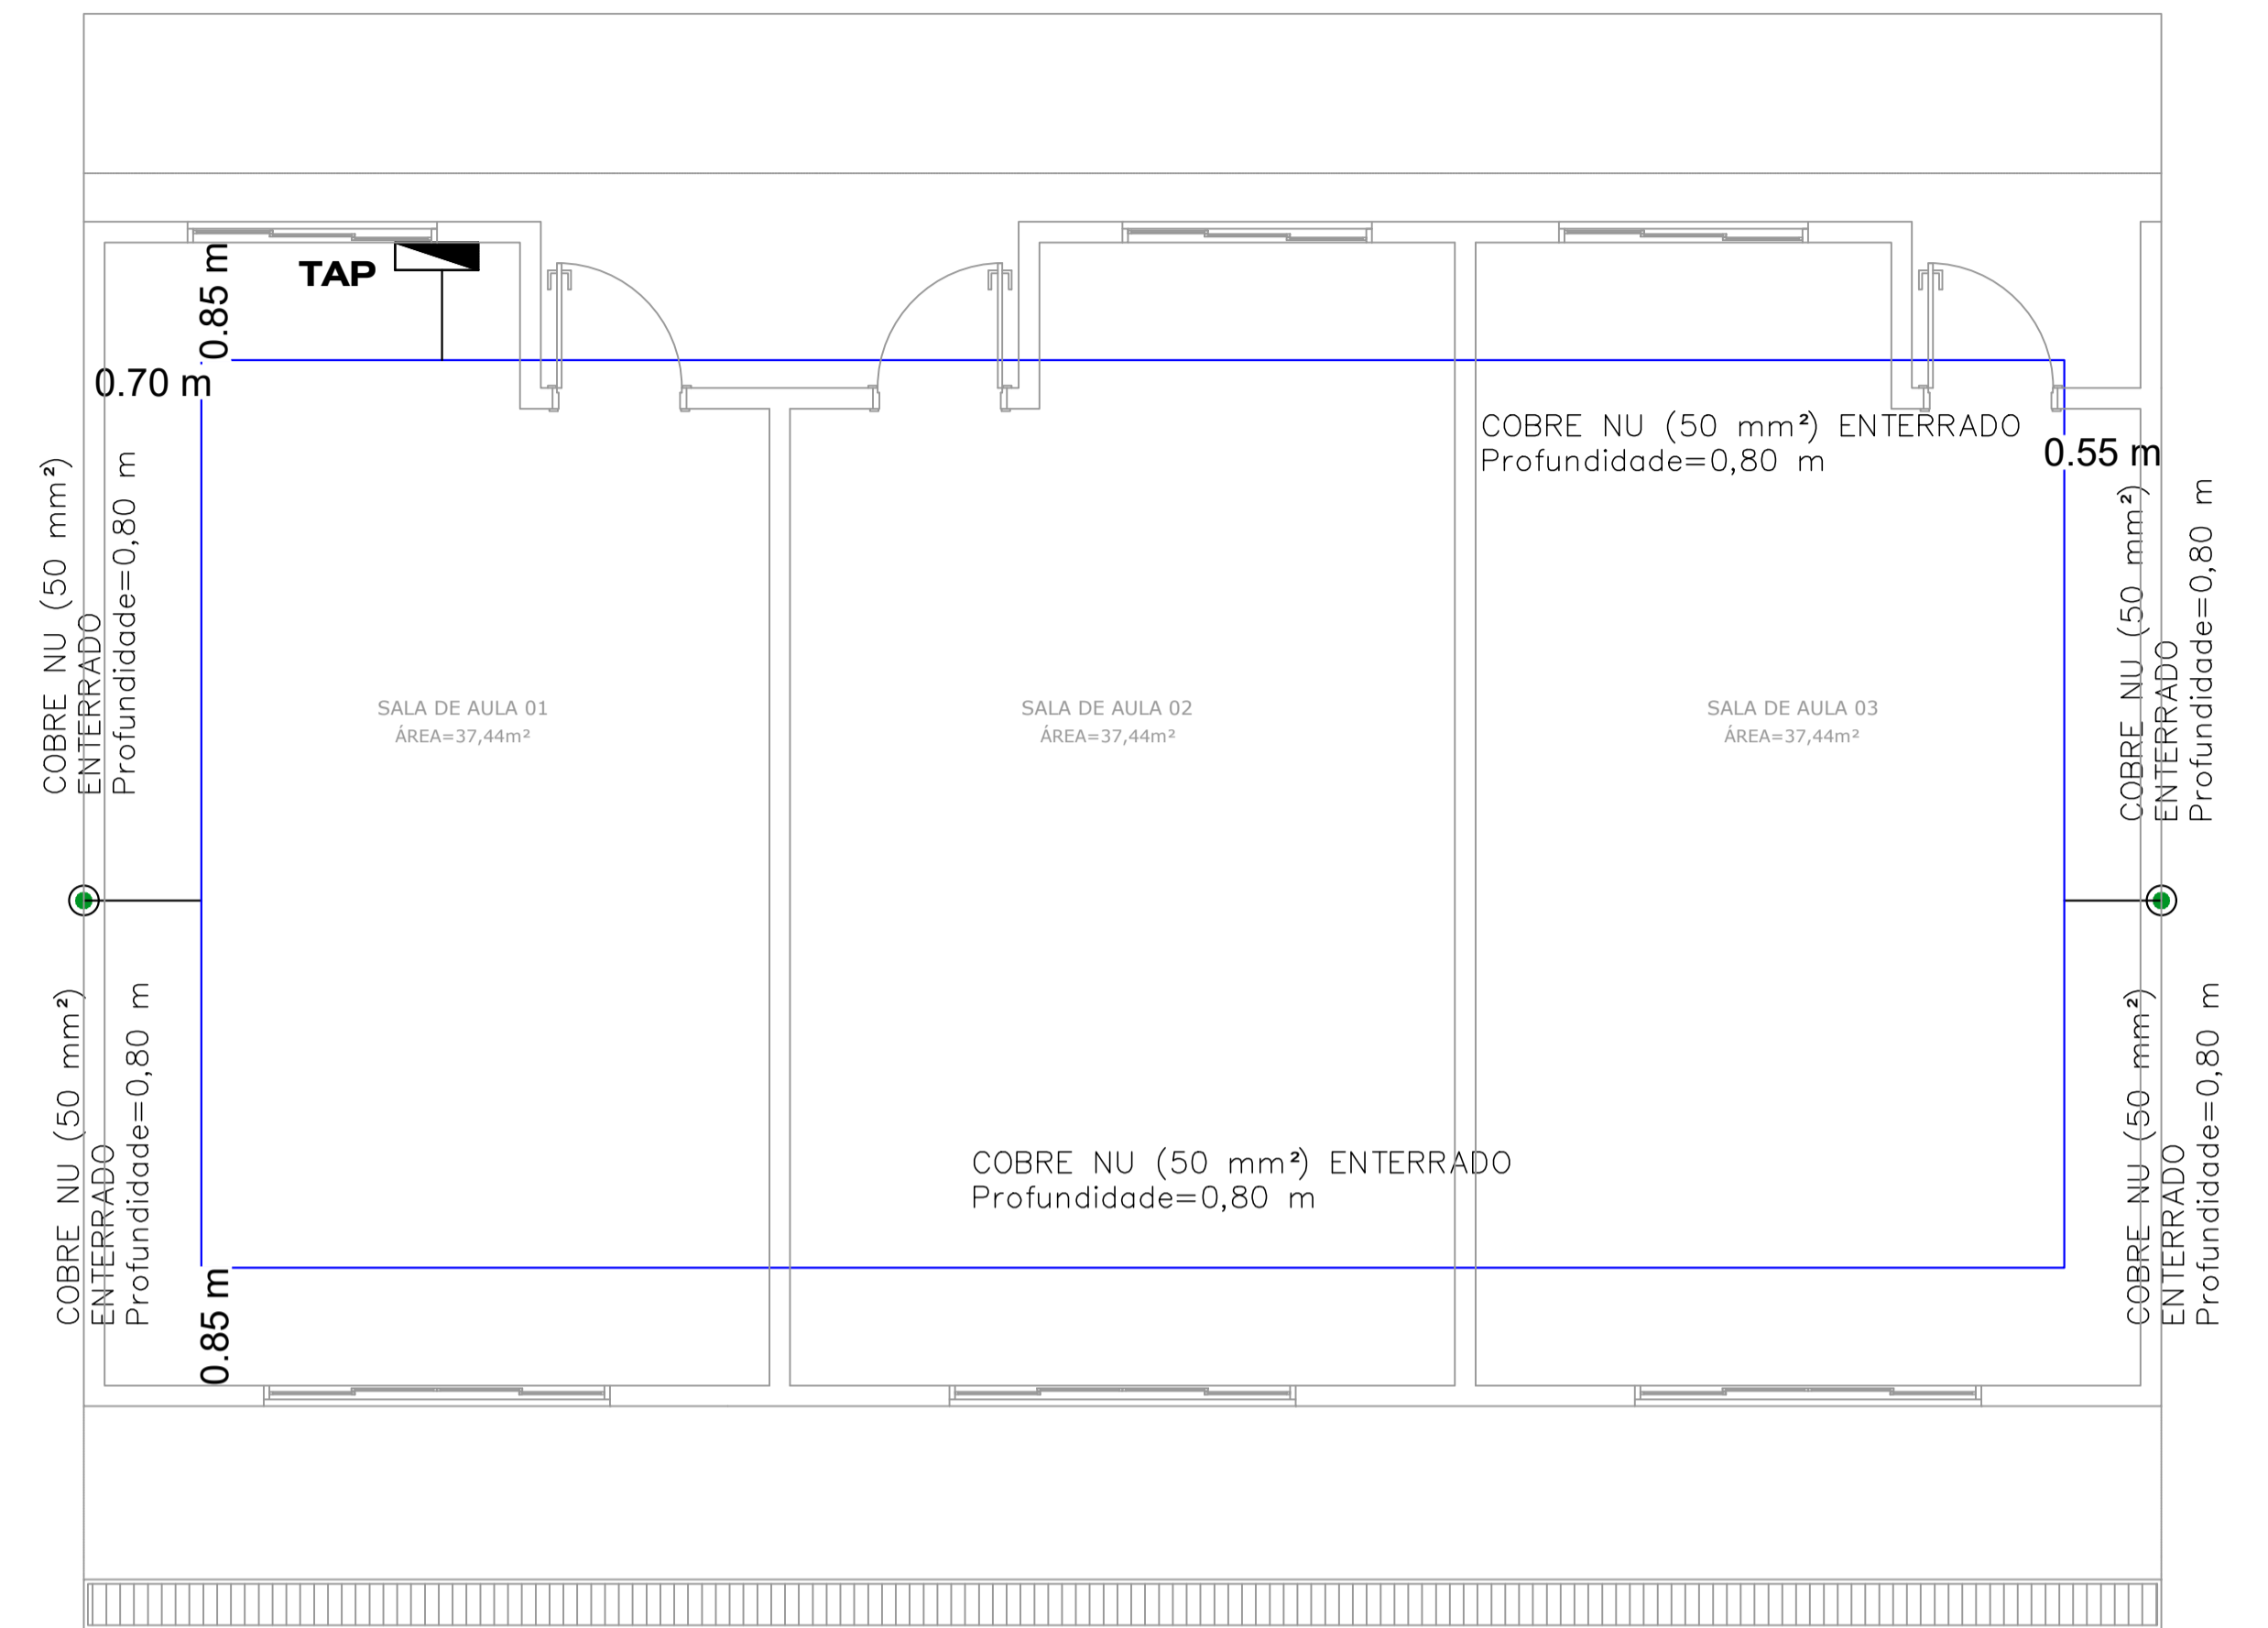 0.85 m
TAP
0.70 m
COBRE NU (50 mm²) ENTERRADO
Profundidade=0,80 m
0.55 m
COBRE NU (50 mm²)
ENTERRADO
Profundidade=0,80 m
COBRE NU (50 mm²)
ENTERRADO
Profundidade=0,80 m
SALA DE AULA 01
ÁREA=37,44m²
SALA DE AULA 02
ÁREA=37,44m²
SALA DE AULA 03
ÁREA=37,44m²
COBRE NU (50 mm²)
ENTERRADO
Profundidade=0,80 m
COBRE NU (50 mm²) ENTERRADO
Profundidade=0,80 m
COBRE NU (50 mm²)
ENTERRADO
Profundidade=0,80 m
0.85 m